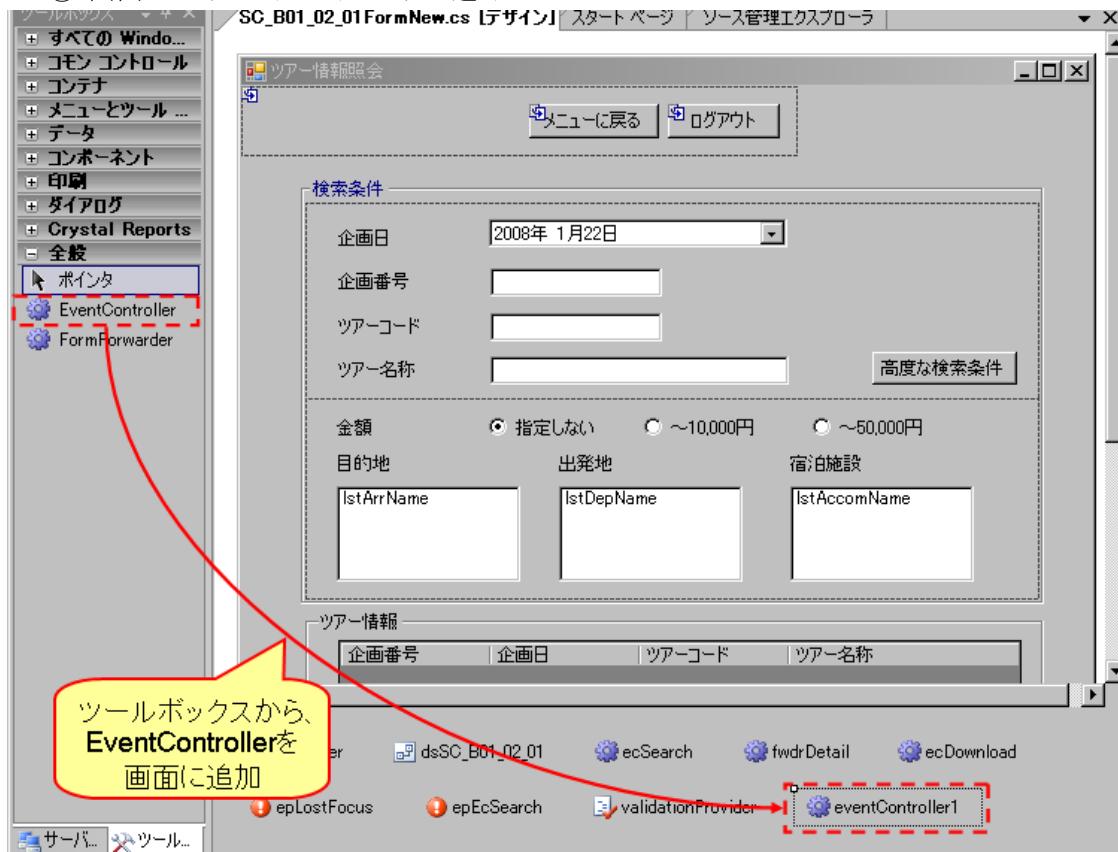 ツールボックス
SC_B01_02_01FormNew.cs [デザイン]
スタート ページ
ソース管理エクスプローラ
すべての Windo...
コモン コントロール
コンテナ
メニューとツール ...
データ
コンポーネント
印刷
ダイアログ
Crystal Reports
全般
ポインタ
EventController
FormForwarder
ツアー情報照会
メニューに戻る
ログアウト
検索条件
企画日
2008年 1月22日
企画番号
ツアーコード
ツアー名称
高度な検索条件
金額
指定しない
～10,000円
～50,000円
目的地
出発地
宿泊施設
lstArrName
lstDepName
lstAccomName
ツアー情報
企画番号
企画日
ツアーコード
ツアー名称
ツールボックスから、
EventControllerを
画面に追加
dsSC_B01_02_01
ecSearch
fwdrDetail
ecDownload
epLostFocus
epEcSearch
validationProvider
eventController1
サーバ...
ツール...